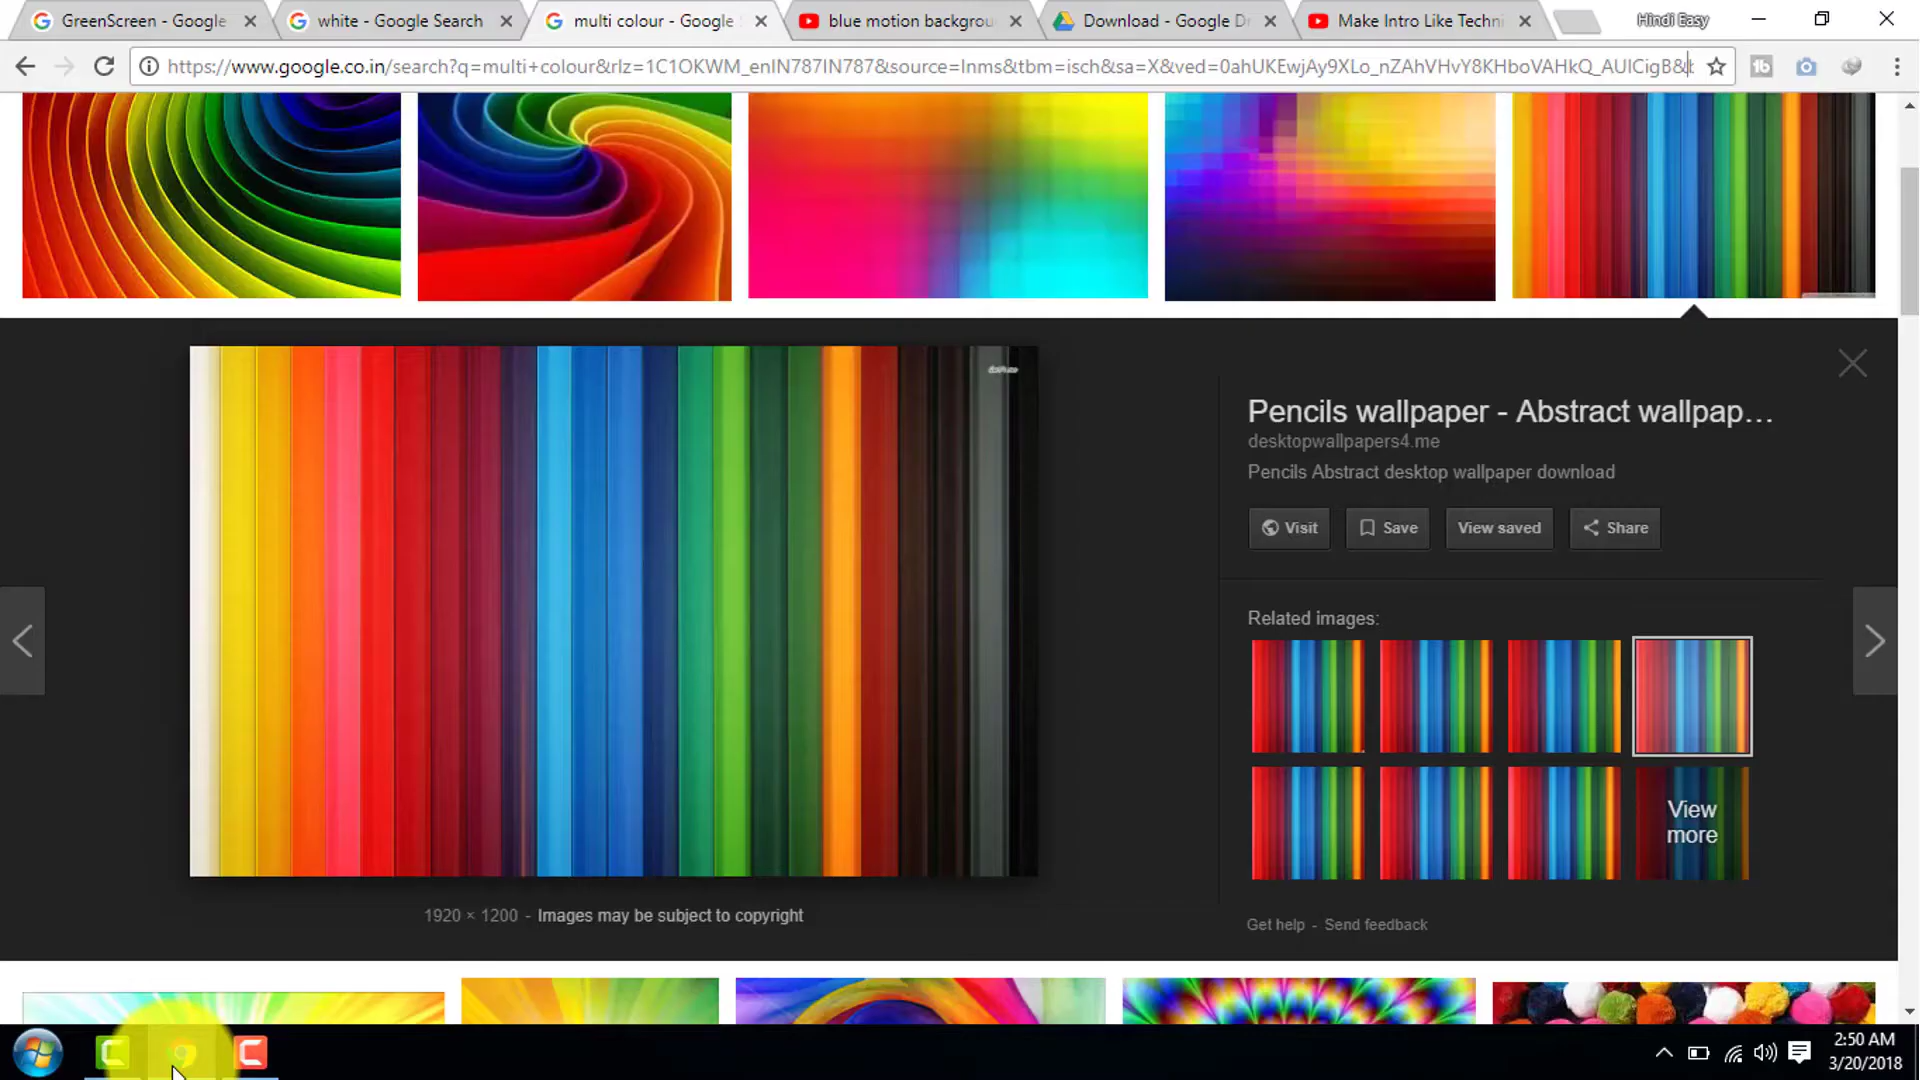 GreenScreen - Google
white - Google Search
multi colour - Google
blue motion backgrou
Download - Google Dr
Make Intro Like Techni
Hindi Easy
https://www.google.co.in/search?q=multi+colour&rlz=1C1OKWM_enIN787IN787&source=lnms&tbm=isch&sa=X&ved=0ahUKEwjAy9XLo_nZAhVHvY8KHboVAHkQ_AUICigB&
Pencils wallpaper - Abstract wallpap…
desktopwallpapers4.me
Pencils Abstract desktop wallpaper download
Visit
Save
View saved
Share
Related images:
View
more
1920 × 1200 - Images may be subject to copyright
Get help - Send feedback
2:50 AM
3/20/2018